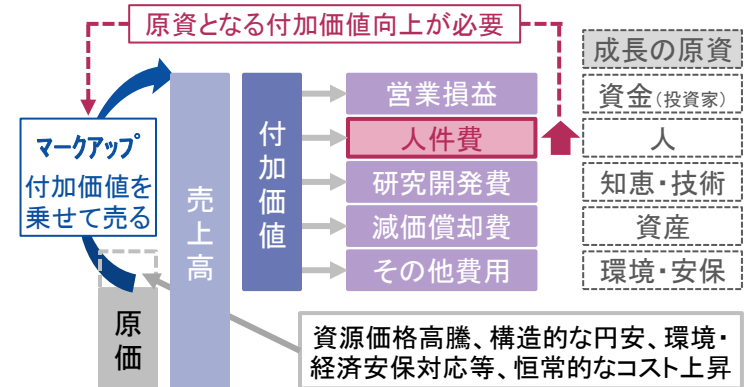 原資となる付加価値向上が必要
成長の原資
マークアップ
付加価値を
乗せて売る
原価
売上高
付加価値
営業損益
人件費
研究開発費
減価償却費
その他費用
資金(投資家)
人
知恵・技術
資産
環境・安保
資源価格高騰、構造的な円安、環境・
経済安保対応等、恒常的なコスト上昇